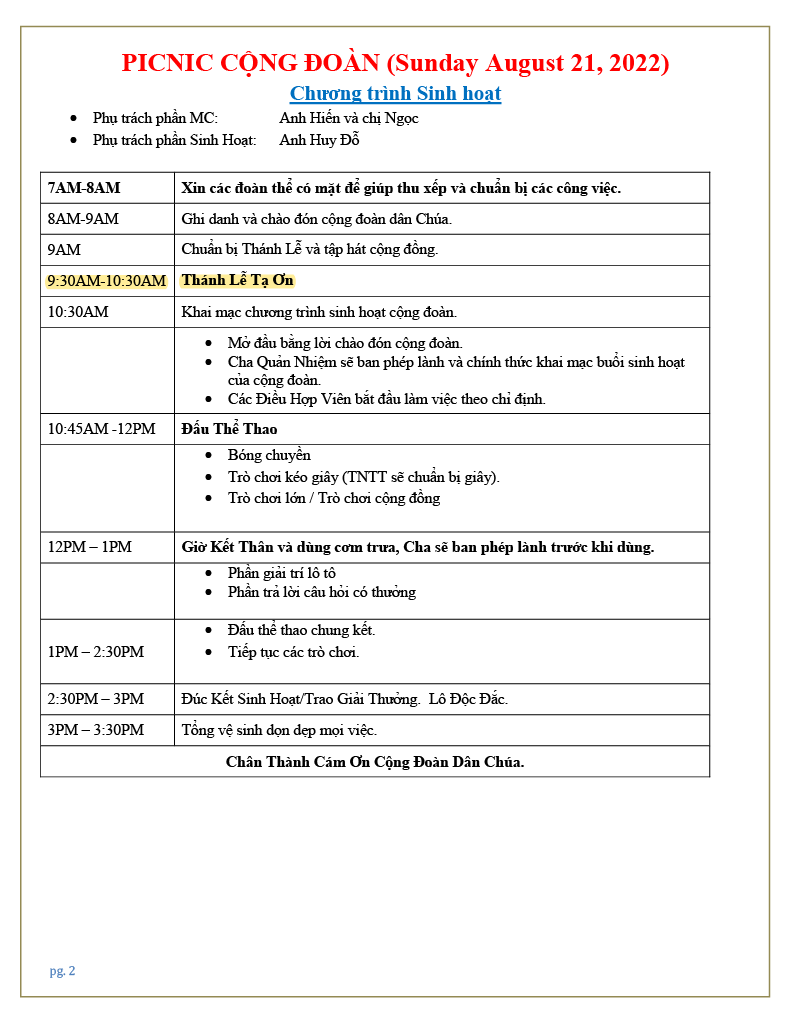 PICNIC CỘNG ĐOÀN (Sunday August 21, 2022)
Chương trình Sinh hoạt
• Phụ trách phần MC: Anh Hiến và chị Ngọc
• Phụ trách phần Sinh Hoạt: Anh Huy Đỗ
7AM-8AM Xin các đoàn thể có mặt để giúp thu xếp và chuẩn bị các công việc.
8AM-9AM Ghi danh và chào đón cộng đoàn dân Chúa.
9AM Chuẩn bị Thánh Lễ và tập hát cộng đồng.
9:30AM-10:30AM Thánh Lễ Tạ Ơn
10:30AM Khai mạc chương trình sinh hoạt cộng đoàn.
• Mở đầu bằng lời chào đón cộng đoàn.
• Cha Quản Nhiệm sẽ ban phép lành và chính thức khai mạc buổi sinh hoạt
của cộng đoàn.
• Các Điều Hợp Viên bắt đầu làm việc theo chỉ định.
10:45AM -12PM Đấu Thể Thao
• Bóng chuyền
• Trò chơi kéo giây (TNTT sẽ chuẩn bị giây).
• Trò chơi lớn / Trò chơi cộng đồng
12PM – 1PM Giờ Kết Thân và dùng cơm trưa, Cha sẽ ban phép lành trước khi dùng.
• Phần giải trí lô tô
• Phần trả lời câu hỏi có thưởng
• Đấu thể thao chung kết.
1PM – 2:30PM • Tiếp tục các trò chơi.
2:30PM – 3PM Đúc Kết Sinh Hoạt/Trao Giải Thưởng. Lô Độc Đắc.
3PM – 3:30PM Tổng vệ sinh dọn dẹp mọi việc.
Chân Thành Cám Ơn Cộng Đoàn Dân Chúa.
pg. 2